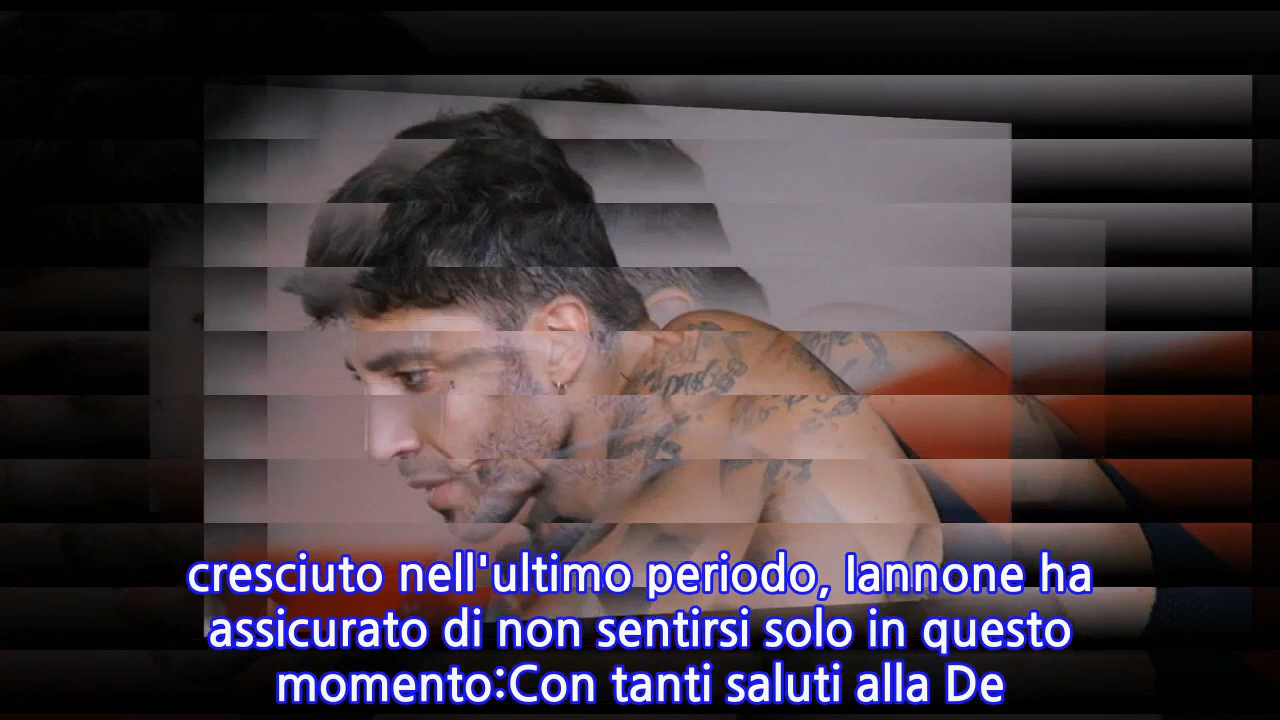 cresciuto nell'ultimo periodo, Iannone ha
assicurato di non sentirsi solo in questo
momento:Con tanti saluti alla De